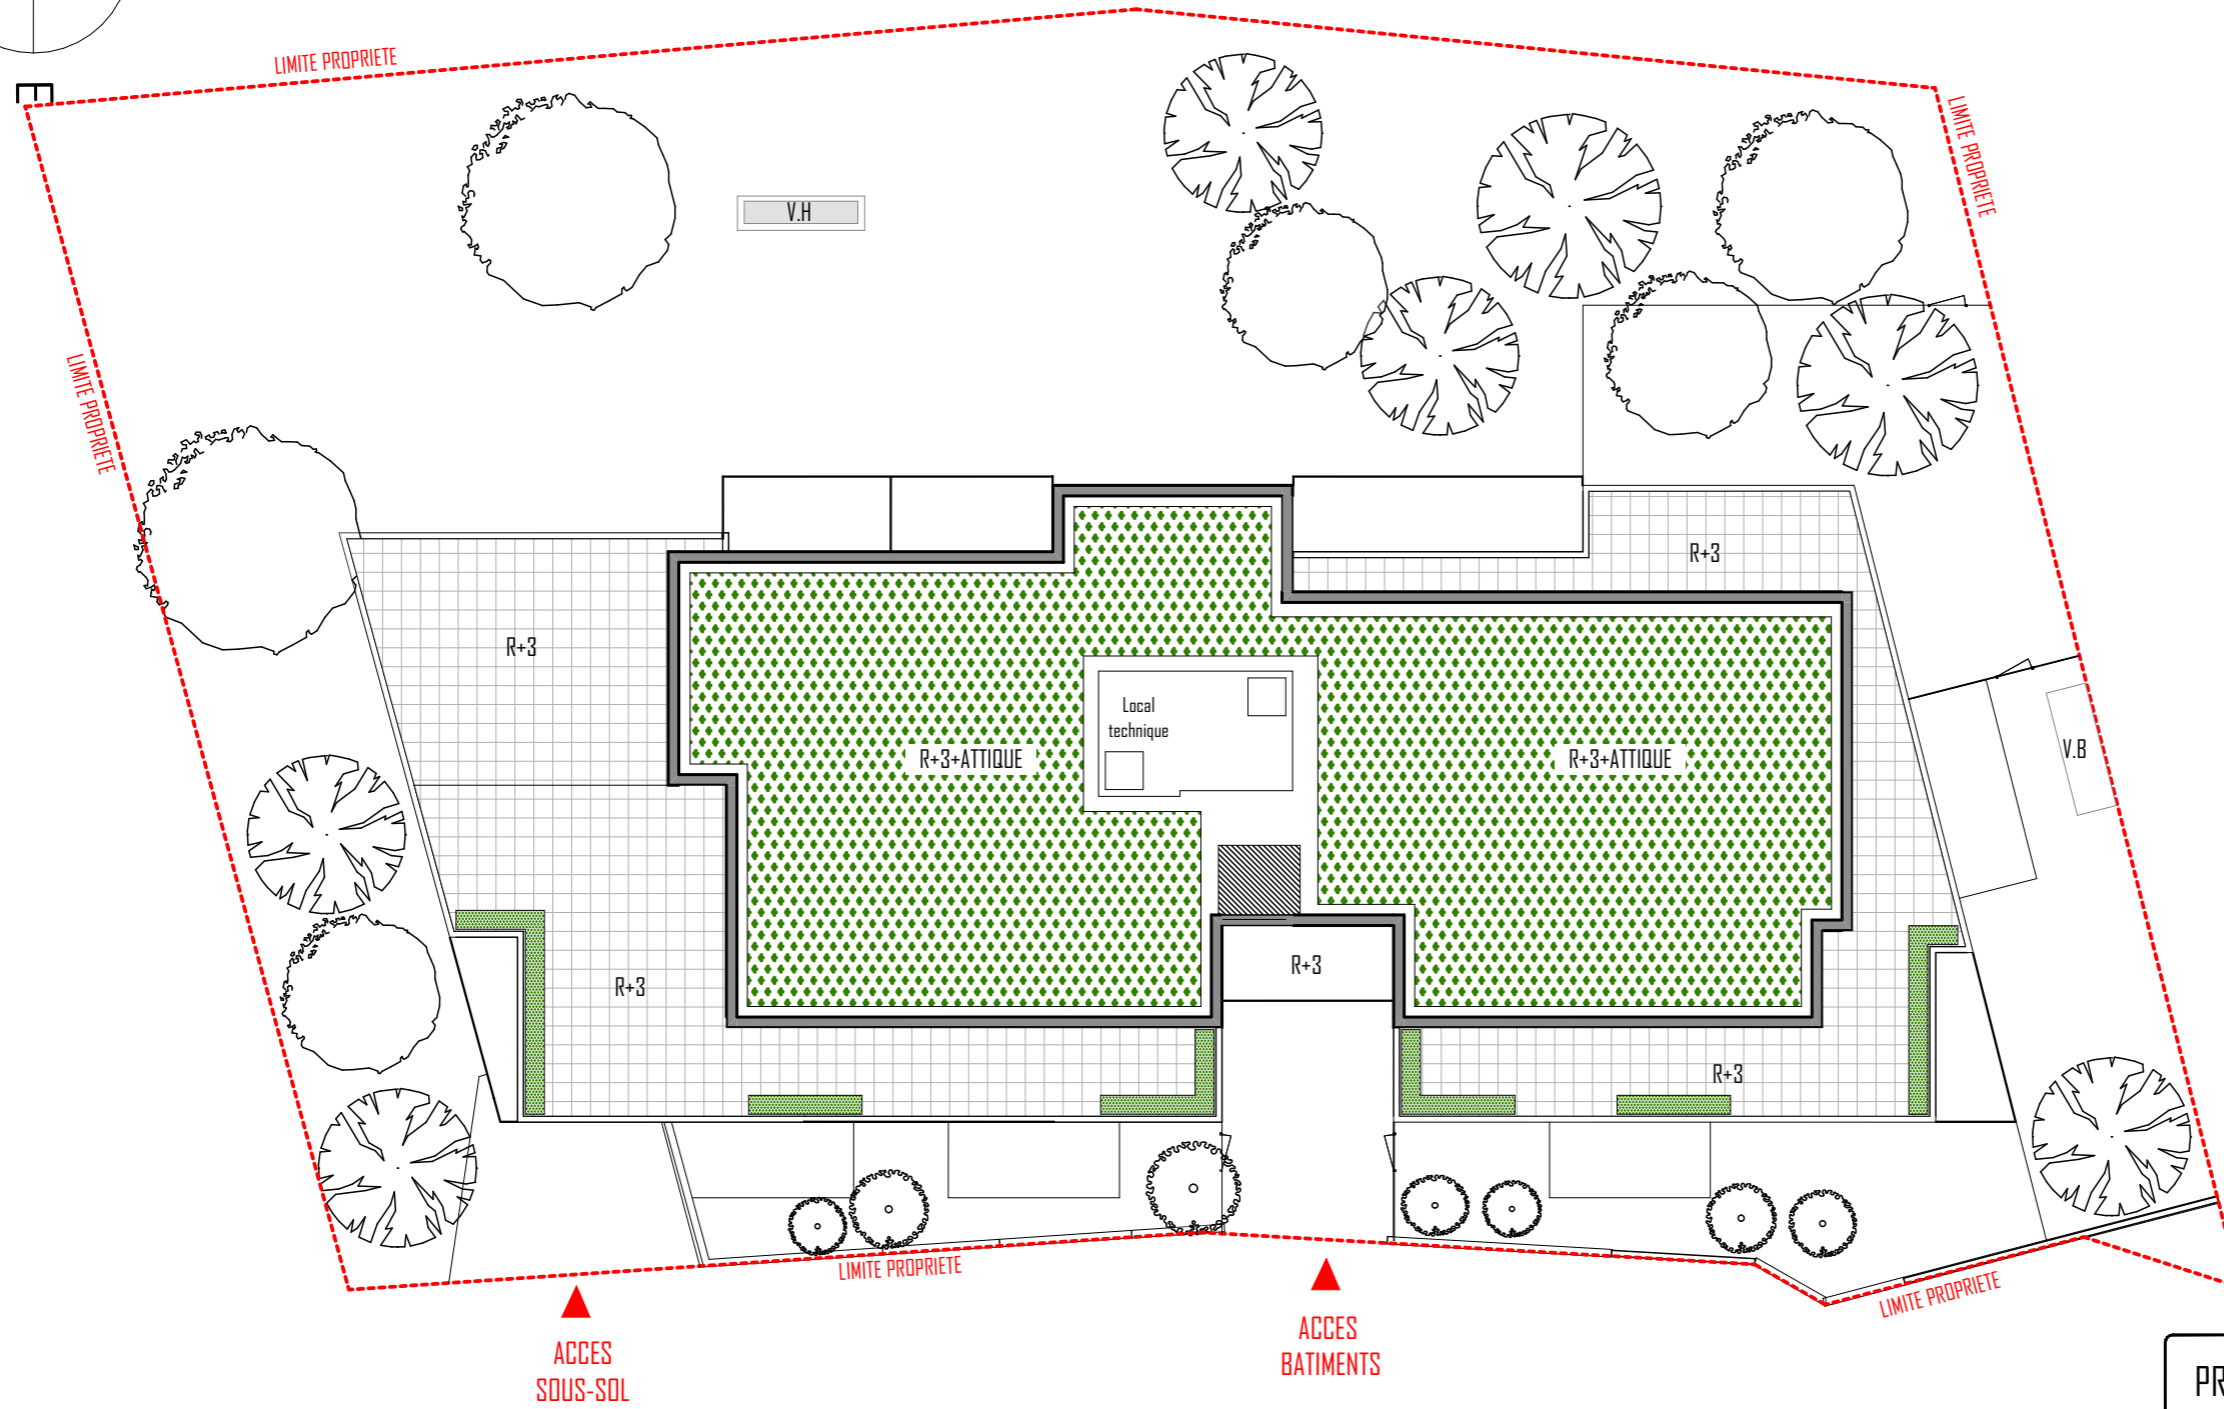 LIMITE PROPRIETE
E
LIMITE PROPRIETE
V.H
LIMITE PROPRIETE
R+3
R+3
Local
technique
R+3+ATTIQUE
R+3+ATTIQUE
V.B
R+3
R+3
R+3
LIMITE PROPRIETE
LIMITE PROPRIETE
ACCES
SOUS-SOL
ACCES
BATIMENTS
PR